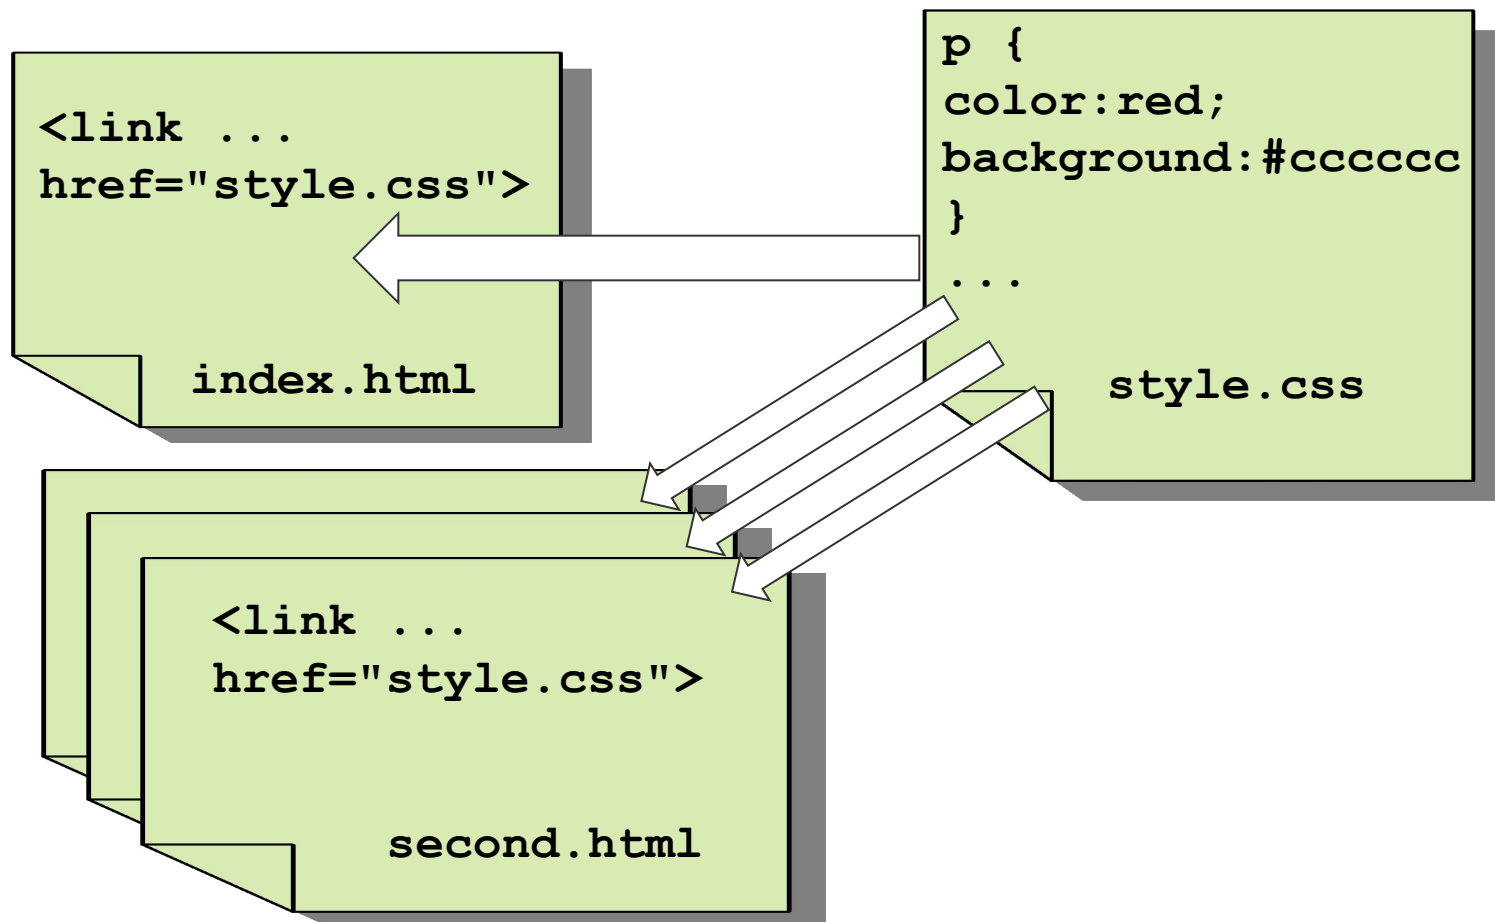 <link ...
href="style.css">
index.html
p {
color:red;
background:#cccccc
}
...
style.css
<link ...
href="style.css">
second.html